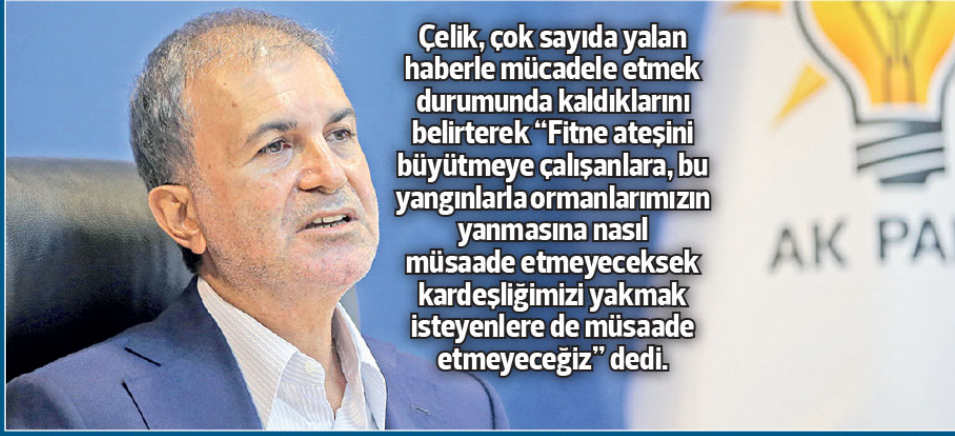 Çelik, çok sayıda yalan
haberle mücadele etmek
durumunda kaldıklarını
belirterek “Fitne ateşini
büyütmeye çalışanlara, bu
yangınlarla ormanlarımızın
yanmasına nasıl
müsaade etmeyeceksek
kardeşliğimizi yakmak
isteyenlere de müsaade
etmeyeceğiz” dedi.
AK PA